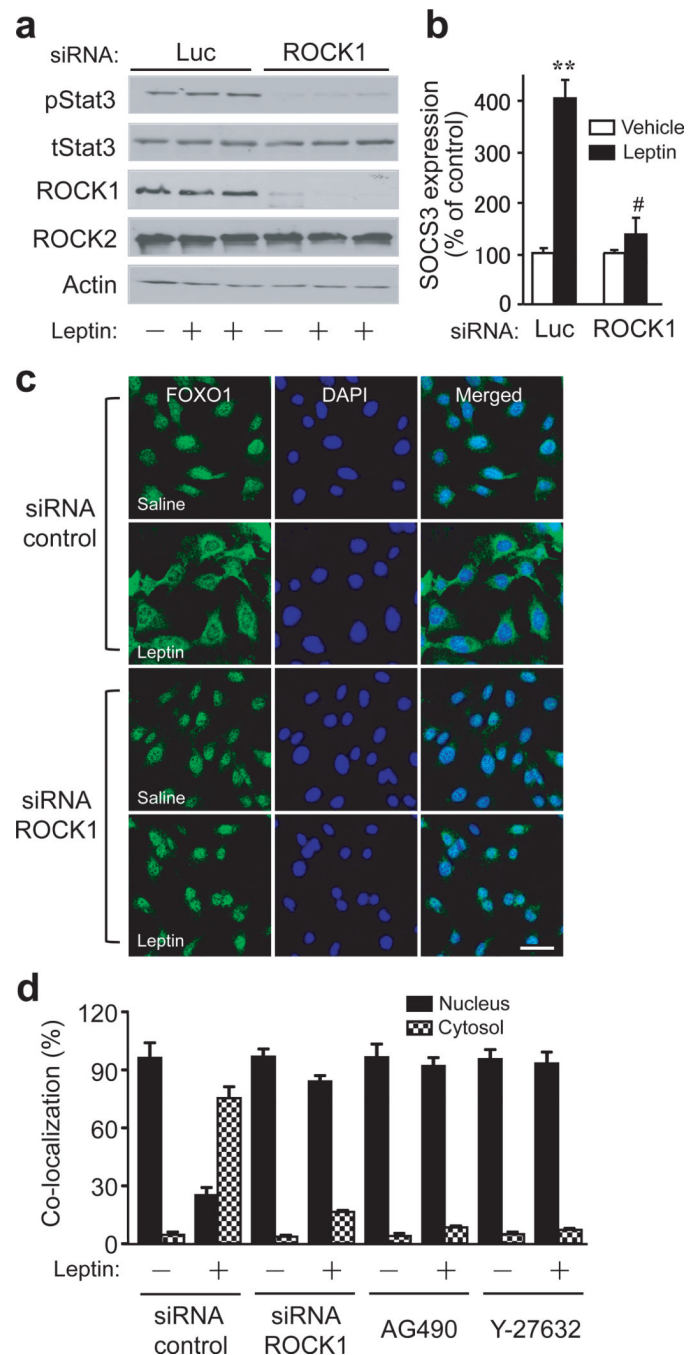 a
siRNA: Luc ROCK1
pStat3
tStat3
ROCK1
ROCK2
Actin
Leptin: – + + – + +
b
SOCS3 expression
(% of control)
400
300
200
100
0
**
#
Vehicle
Leptin
siRNA: Luc ROCK1
c
FOXO1 DAPI Merged
siRNA
control
Saline
Leptin
siRNA
ROCK1
Saline
Leptin
d
Co-localization (%)
120
90
60
30
0
Nucleus
Cytosol
Leptin: – + – + – + – +
siRNA
control
siRNA
ROCK1
AG490
Y-27632